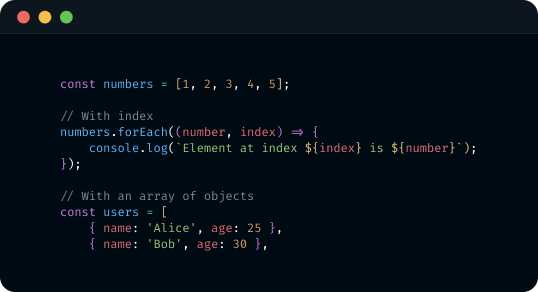 const numbers = [1, 2, 3, 4, 5];
// With index
numbers.forEach((number, index) => {
    console.log(`Element at index ${index} is ${number}`);
});
// With an array of objects
const users = [
    { name: 'Alice', age: 25 },
    { name: 'Bob', age: 30 },